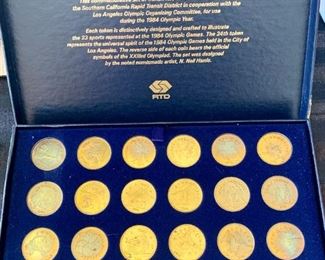 the Southern California Rapid Transit District in cooperation with the
Los Angeles Olympic Organizing Committee, for use
during the 1984 Olympic Year.
Each token is distinctively designed and crafted to illustrate
the 23 sports represented at the 1984 Olympic Games. The 24th token
represents the universal spirit of the 1984 Olympic Games held in the City of
Los Angeles. The reverse side of each coin bears the official
symbols of the XXIIIrd Olympiad. The set was designed
by the noted numismatic artist, N. Neil Harris.
RTD